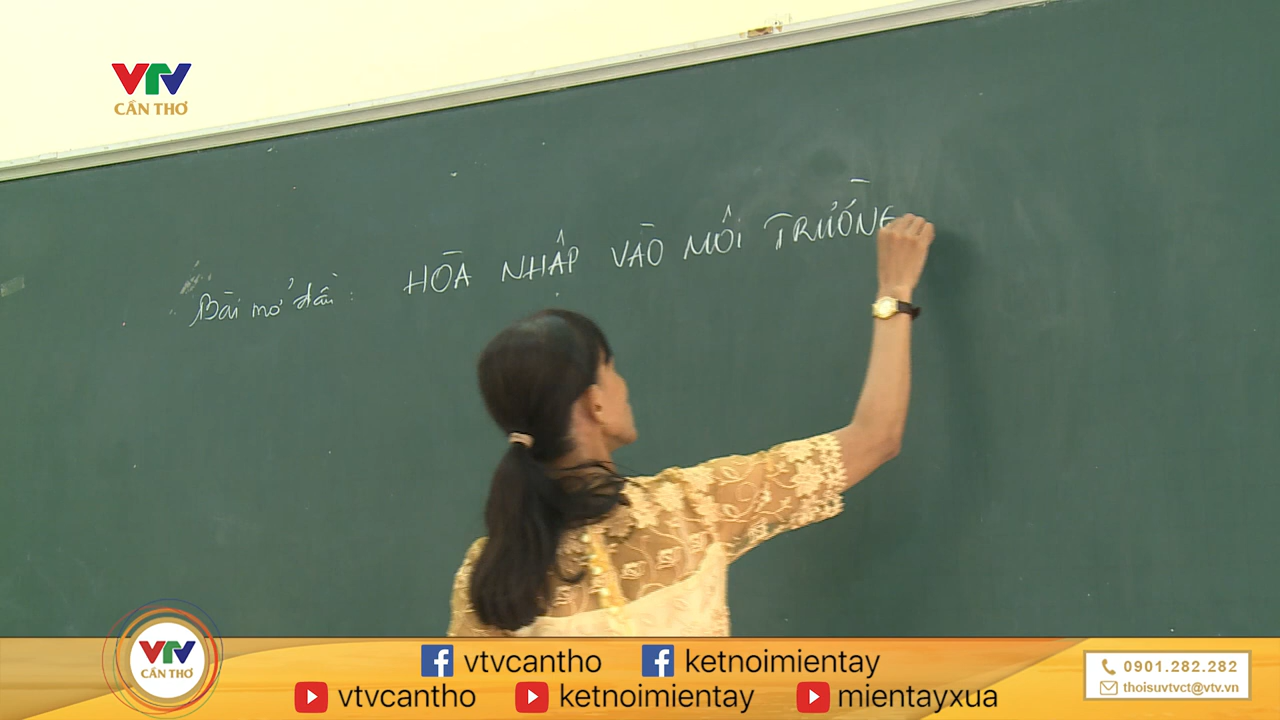 VTV
CẦN THƠ
Bài mở đầu: HÒA NHẬP VÀO MÔI TRƯỜNG
VTV
CẦN THƠ
vtvcantho ketnoimientay
vtvcantho ketnoimientay mientayxua
0901.282.282
thoisuvtvct@vtv.vn